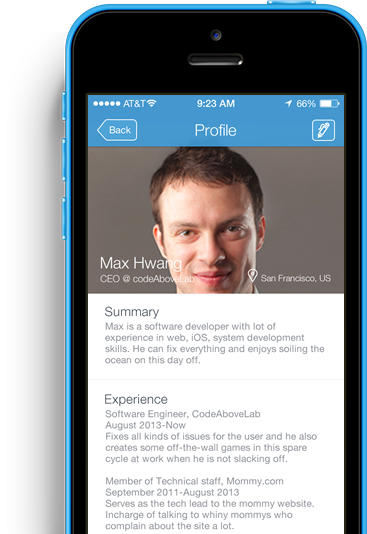 AT&T 9:23 AM 66%
Back Profile
Max Hwang
CEO @ codeAboveLab San Francisco, US
Summary
Max is a software developer with lot of
experience in web, iOS, system development
skills. He can fix everything and enjoys soiling the
ocean on this day off.
Experience
Software Engineer, CodeAboveLab
August 2013-Now
Fixes all kinds of issues for the user and he also
creates some off-the-wall games in this spare
cycle at work when he is not slacking off.
Member of Technical staff, Mommy.com
September 2011-August 2013
Serves as the tech lead to the mommy website.
Incharge of talking to whiny mommys who
complain about the site a lot.